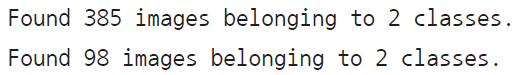 Found 385 images belonging to 2 classes.
Found 98 images belonging to 2 classes.